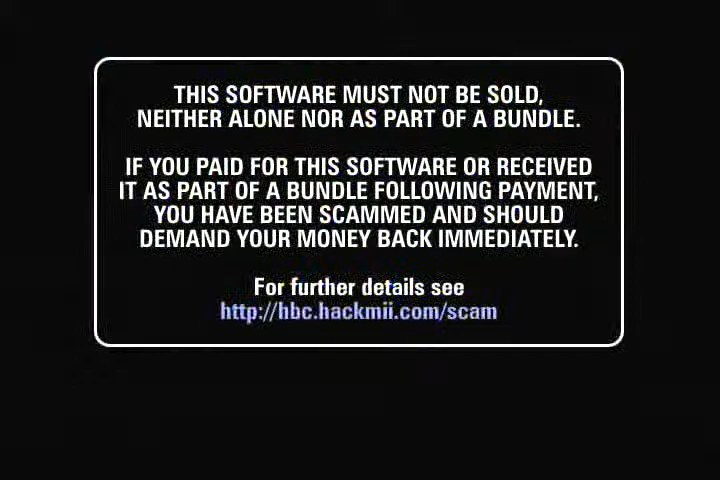 THIS SOFTWARE MUST NOT BE SOLD,
NEITHER ALONE NOR AS PART OF A BUNDLE.
IF YOU PAID FOR THIS SOFTWARE OR RECEIVED
IT AS PART OF A BUNDLE FOLLOWING PAYMENT,
YOU HAVE BEEN SCAMMED AND SHOULD
DEMAND YOUR MONEY BACK IMMEDIATELY.
For further details see
http://hbc.hackmii.com/scam